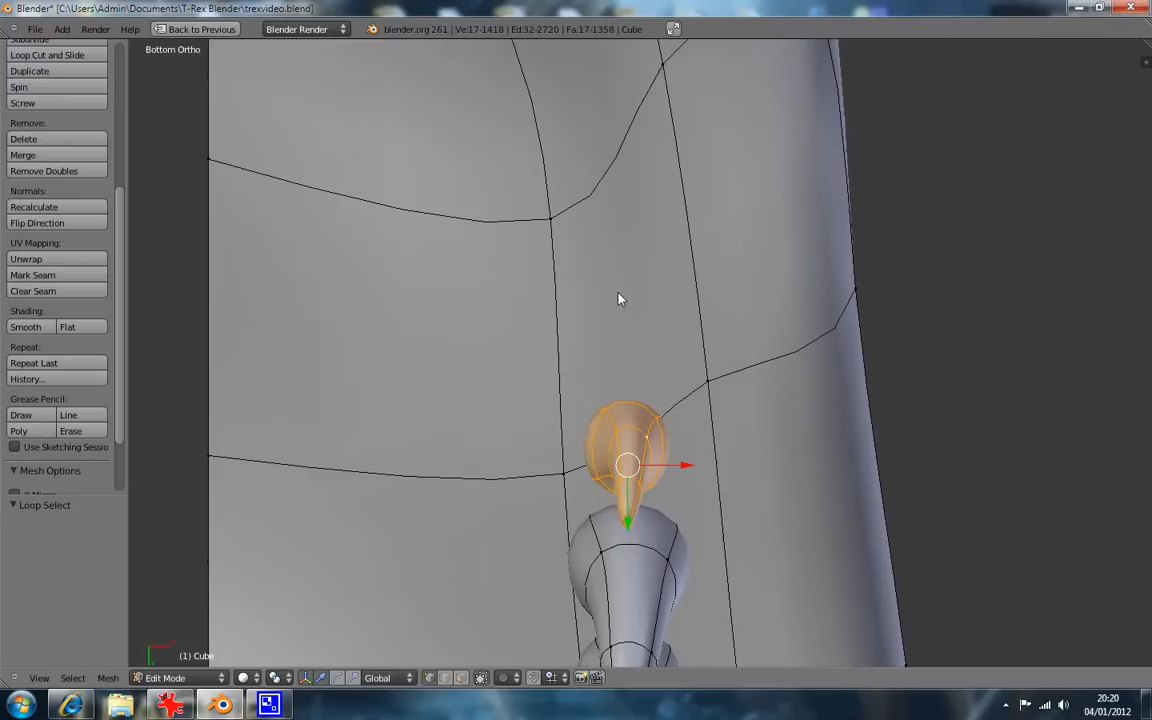 Blender* [C:\Users\Admin\Documents\T-Rex Blender\trexvideo.blend]
File Add Render Help Back to Previous Blender Render blender.org 261 | Ve:17-1418 | Ed:32-2720 | Fa:17-1358 | Cube
Bottom Ortho
Loop Cut and Slide
Duplicate
Spin
Screw
Remove:
Delete
Merge
Remove Doubles
Normals:
Recalculate
Flip Direction
UV Mapping:
Unwrap
Mark Seam
Clear Seam
Shading:
Smooth Flat
Repeat:
Repeat Last
History...
Grease Pencil:
Draw Line
Poly Erase
Use Sketching Sessio
Mesh Options
Loop Select
(1) Cube
View Select Mesh Edit Mode Global
20:20
04/01/2012